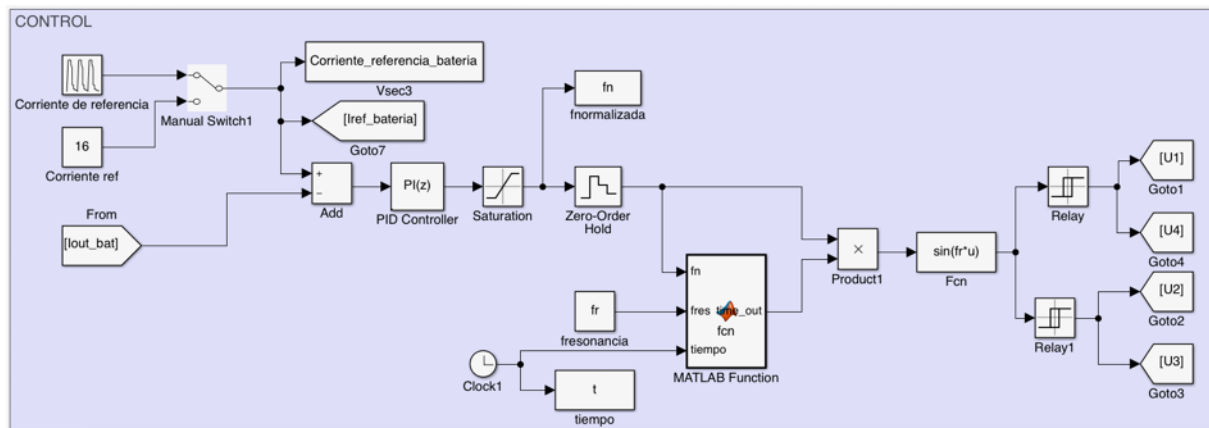 CONTROL
Corriente de referencia
Manual Switch1
Corriente_referencia_bateria
Vsec3
[Iref_bateria]
Goto7
16
Corriente ref
From
[Iout_bat]
+
−
Add
PI(z)
PID Controller
Saturation
fn
fnormalizada
Zero-Order
Hold
fn
fres
tiempo
time_out
fcn
MATLAB Function
fr
fresonancia
Clock1
t
tiempo
×
Product1
sin(fr*u)
Fcn
Relay
Relay1
[U1]
Goto1
[U4]
Goto4
[U2]
Goto2
[U3]
Goto3